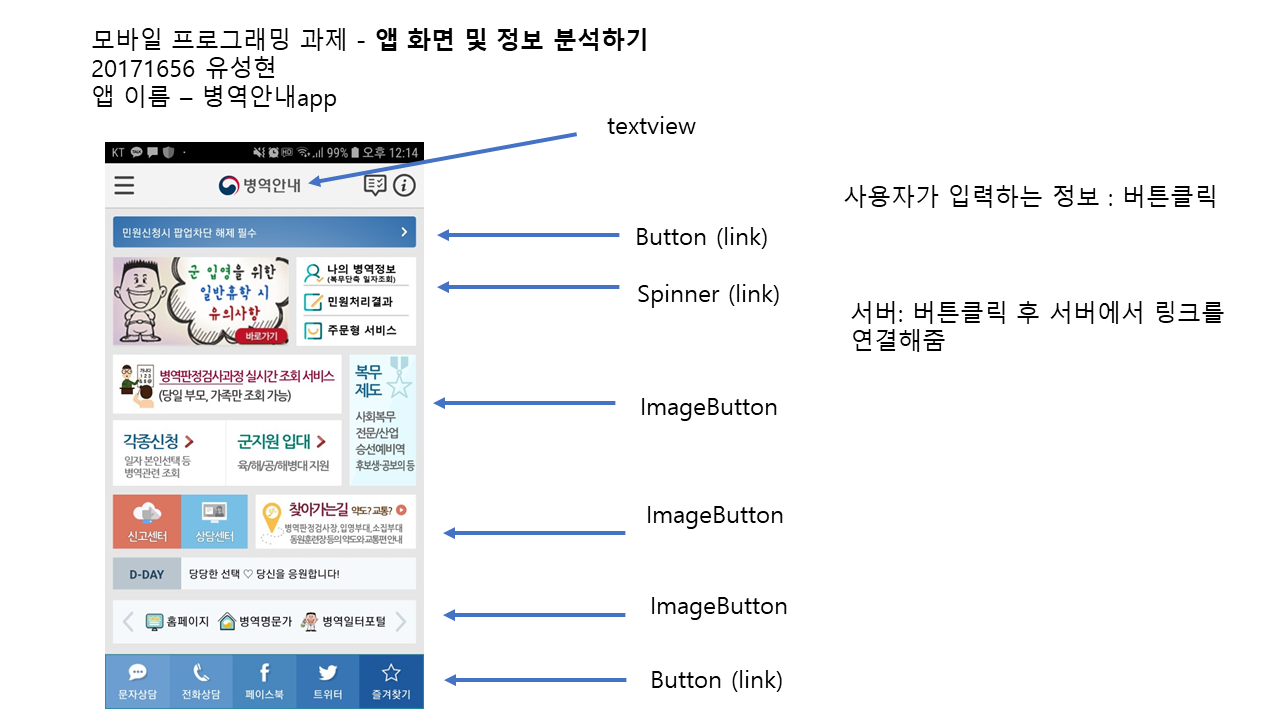 모바일 프로그래밍 과제 - 앱 화면 및 정보 분석하기
20171656 유성현
앱 이름 – 병역안내app
textview
KT
99% 오후 12:14
병역안내
사용자가 입력하는 정보 : 버튼클릭
민원신청시 팝업차단 해제 필수
Button (link)
군 입영을 위한
일반휴학 시
유의사항
바로가기
나의 병역정보
(복무단축 일자조회)
민원처리결과
주문형 서비스
Spinner (link)
서버: 버튼클릭 후 서버에서 링크를
연결해줌
병역판정검사과정 실시간 조회 서비스
(당일 부모, 가족만 조회 가능)
복무
제도
사회복무
전문/산업
승선예비역
후보생·공보의 등
ImageButton
각종신청
일자 본인선택 등
병역관련 조회
군지원 입대
육/해/공/해병대 지원
신고센터
상담센터
찾아가는길 약도? 교통?
병역판정검사장, 입영부대, 소집부대
동원훈련장 등의 약도와 교통편 안내
ImageButton
D-DAY
당당한 선택 ♡ 당신을 응원합니다!
홈페이지
병역명문가
병역일터포털
ImageButton
문자상담
전화상담
페이스북
트위터
즐겨찾기
Button (link)